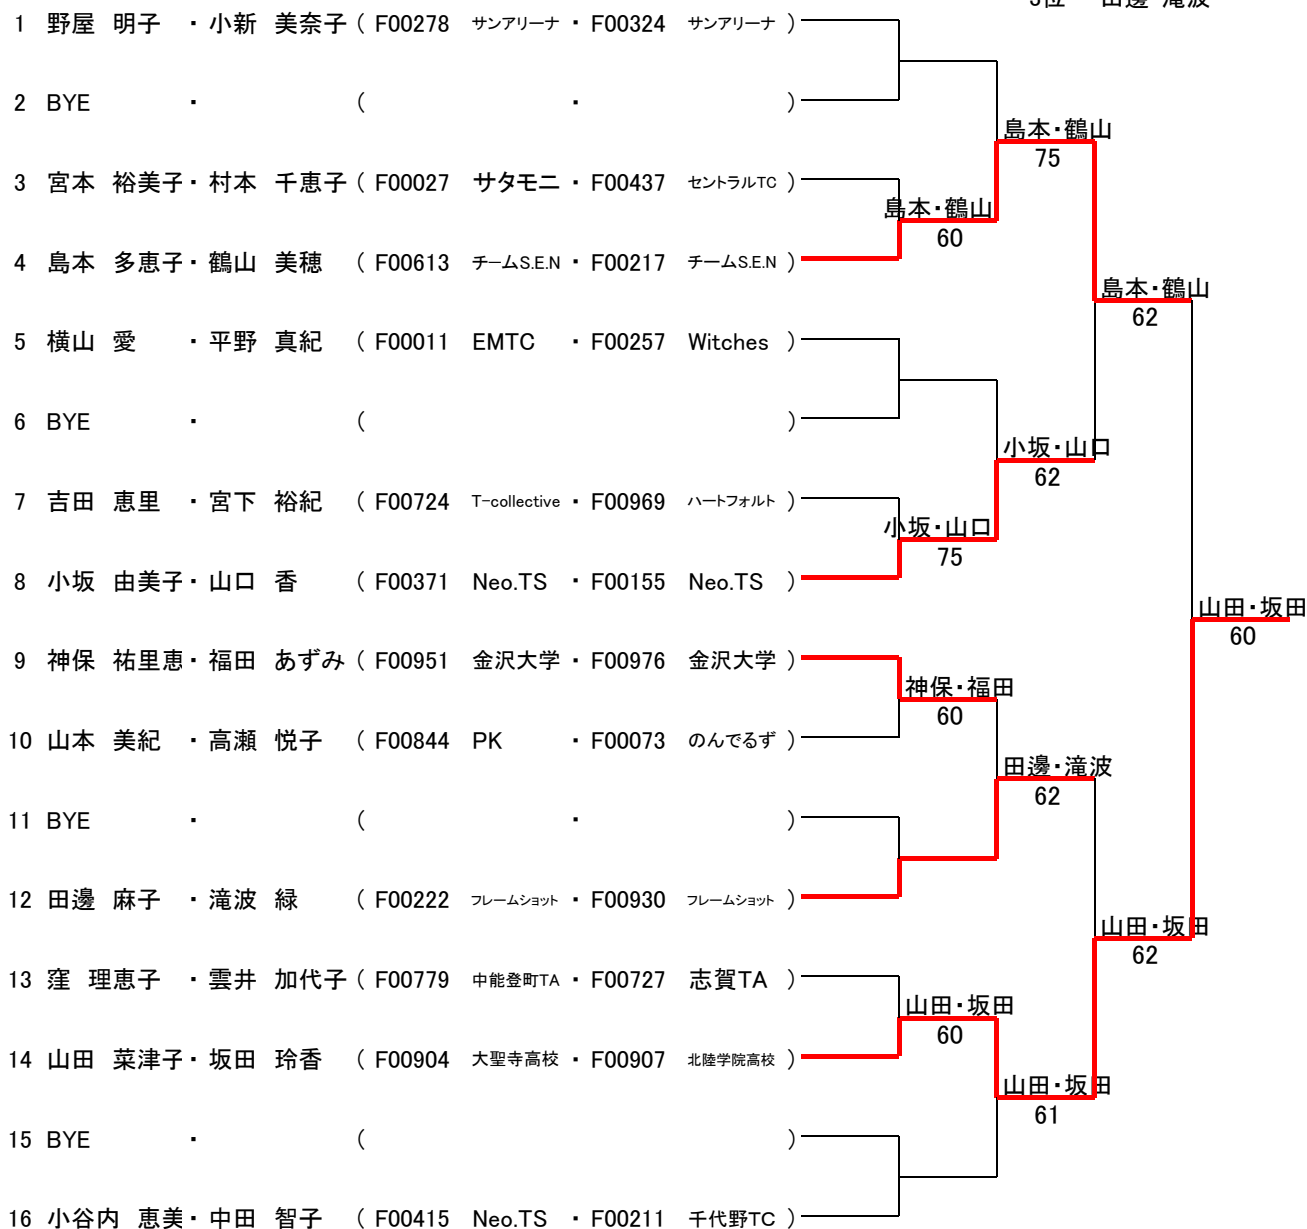 3位 田邊・滝波
1 野屋 明子 ・ 小新 美奈子 ( F00278 サンアリーナ ・ F00324 サンアリーナ )
2 BYE ・ ( ・ )
島本・鶴山
75
3 宮本 裕美子 ・ 村本 千恵子 ( F00027 サタモニ ・ F00437 セントラルTC )
島本・鶴山
60
4 島本 多恵子 ・ 鶴山 美穂 ( F00613 チームS.E.N ・ F00217 チームS.E.N )
島本・鶴山
62
5 横山 愛 ・ 平野 真紀 ( F00011 EMTC ・ F00257 Witches )
6 BYE ・ ( )
小坂・山口
62
7 吉田 恵里 ・ 宮下 裕紀 ( F00724 T-collective ・ F00969 ハートフォルト )
小坂・山口
75
8 小坂 由美子 ・ 山口 香 ( F00371 Neo.TS ・ F00155 Neo.TS )
山田・坂田
60
9 神保 祐里恵 ・ 福田 あずみ ( F00951 金沢大学 ・ F00976 金沢大学 )
神保・福田
60
10 山本 美紀 ・ 高瀬 悦子 ( F00844 PK ・ F00073 のんでるず )
田邊・滝波
62
11 BYE ・ ( ・ )
12 田邊 麻子 ・ 滝波 緑 ( F00222 フレームショット ・ F00930 フレームショット )
山田・坂田
62
13 窪 理恵子 ・ 雲井 加代子 ( F00779 中能登町TA ・ F00727 志賀TA )
山田・坂田
60
14 山田 菜津子 ・ 坂田 玲香 ( F00904 大聖寺高校 ・ F00907 北陸学院高校 )
山田・坂田
61
15 BYE ・ ( )
16 小谷内 恵美 ・ 中田 智子 ( F00415 Neo.TS ・ F00211 千代野TC )